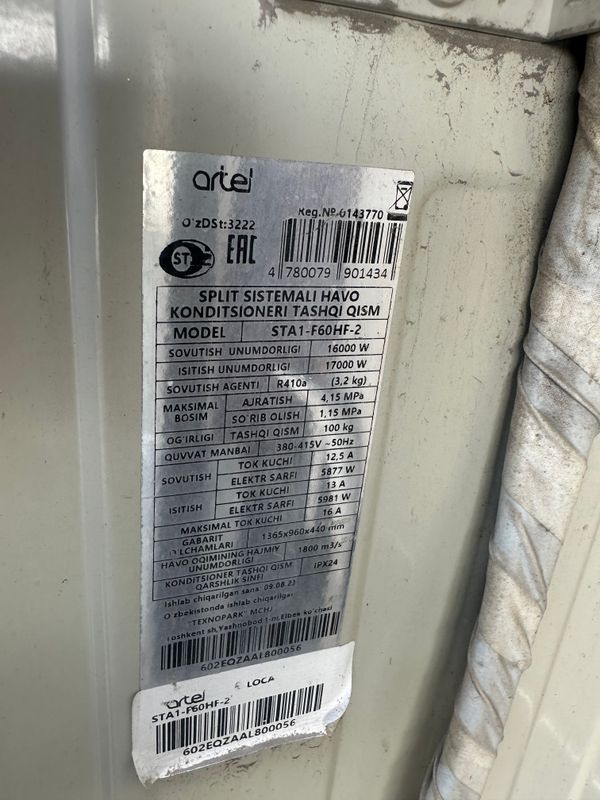 artel
Reg.№ 0143770
O'zDSt:3222
EAC
4 780079 901434
SPLIT SISTEMALI HAVO
KONDITSIONERI TASHQI QISM
MODEL STA1-F60HF-2
SOVUTISH UNUMDORLIGI 16000 W
ISITISH UNUMDORLIGI 17000 W
SOVUTISH AGENTI R410a (3,2 kg)
MAKSIMAL BOSIM AJRATISH 4,15 MPa
SO'RIB OLISH 1,15 MPa
OG'IRLIGI TASHQI QISM 100 kg
QUVVAT MANBAI 380-415V ~50Hz
SOVUTISH TOK KUCHI 12,5 A
ELEKTR SARFI 5877 W
ISITISH TOK KUCHI 13 A
ELEKTR SARFI 5981 W
MAKSIMAL TOK KUCHI 16 A
GABARIT O'LCHAMLARI 1365x960x440 mm
HAVO OQIMINING HAJMIY UNUMDORLIGI 1800 m3/s
KONDITSIONER TASHQI QISM QARSHLIK SINFI IPX24
Ishlab chiqarilgan sana: 09.08.22
O'zbekistonda ishlab chiqarilgan
"TEXNOPARK" MCHJ
Toshkent sh,Yashnobod t-ni,Elbek ko'chasi
602EQZAAL800056
artel LOCA
STA1-F60HF-2
602EQZAAL800056